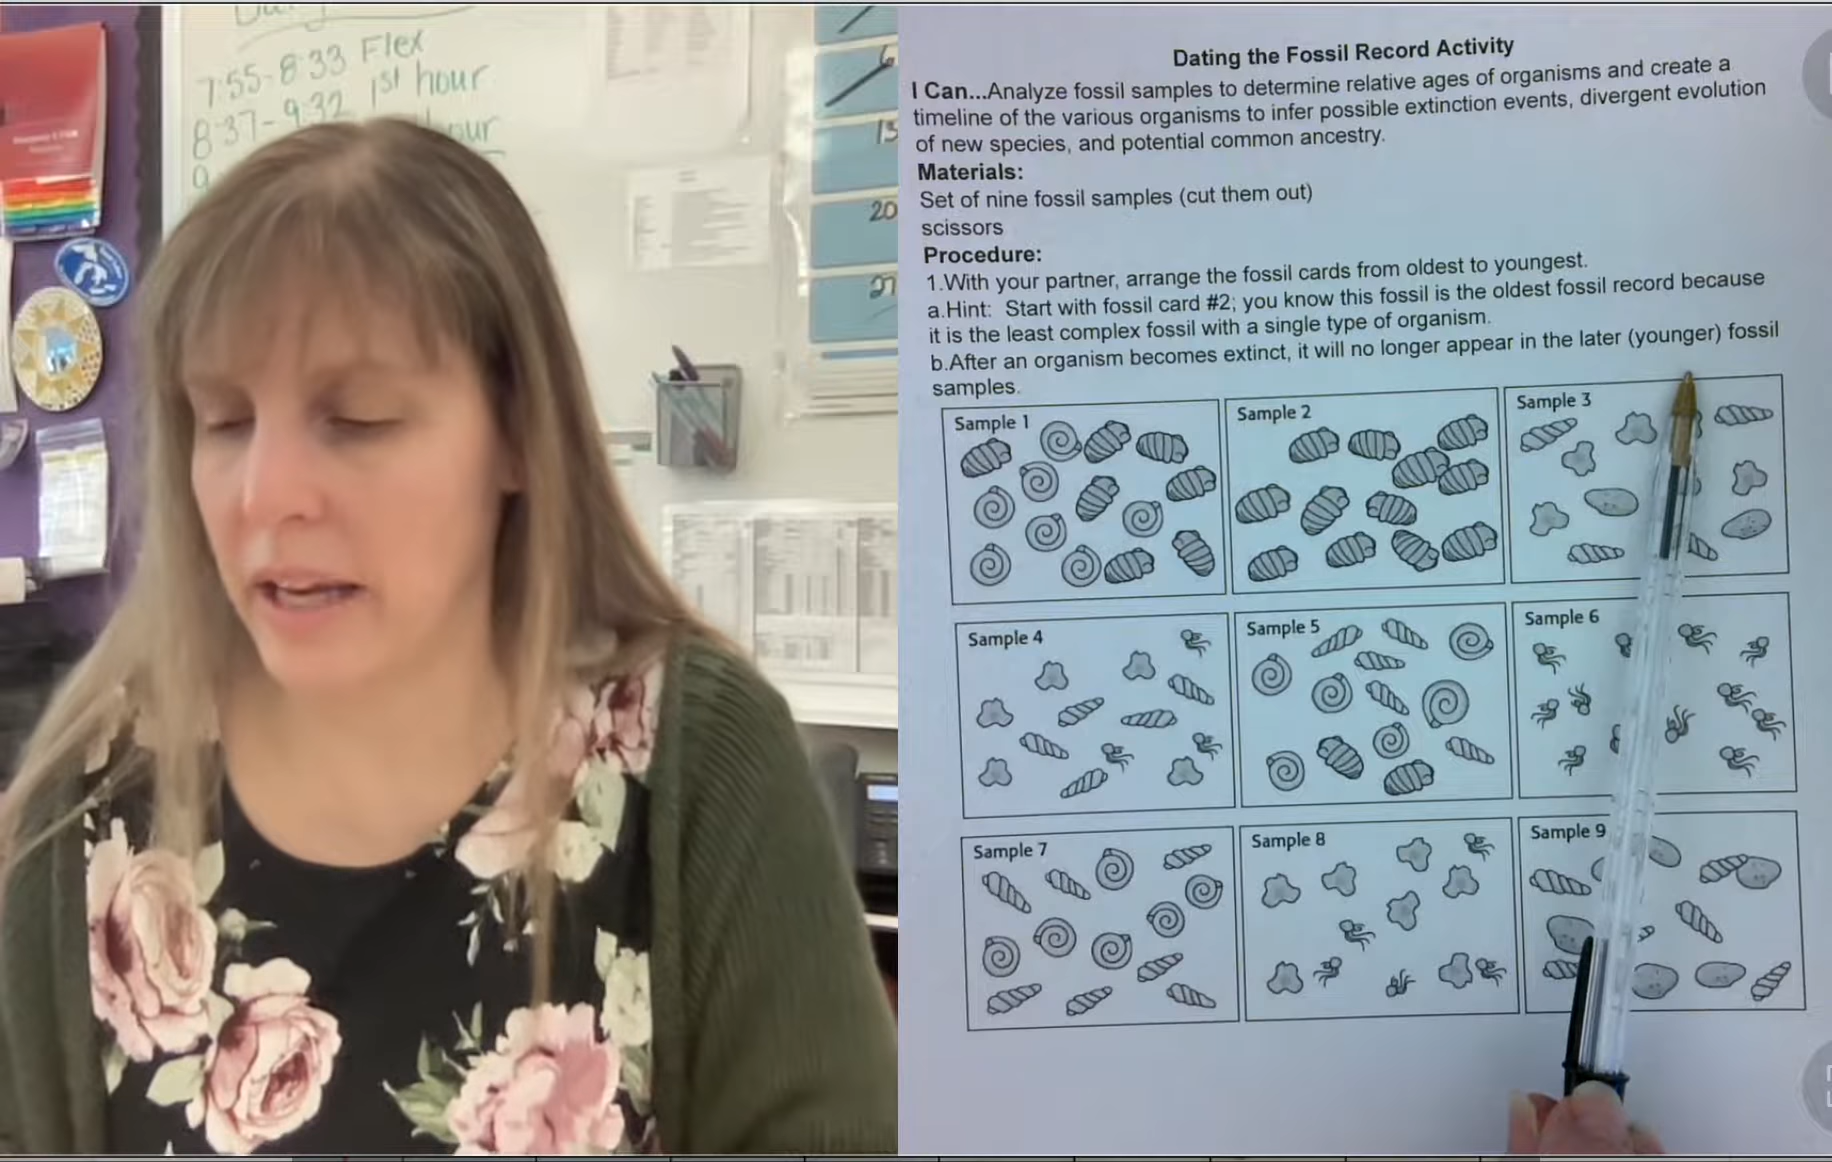 7:55-8:33 Flex
8:37-9:32 1st hour
9
6
13
20
27
Dating the Fossil Record Activity
I Can...Analyze fossil samples to determine relative ages of organisms and create a
timeline of the various organisms to infer possible extinction events, divergent evolution
of new species, and potential common ancestry.
Materials:
Set of nine fossil samples (cut them out)
scissors
Procedure:
1.With your partner, arrange the fossil cards from oldest to youngest.
a.Hint: Start with fossil card #2; you know this fossil is the oldest fossil record because
it is the least complex fossil with a single type of organism.
b.After an organism becomes extinct, it will no longer appear in the later (younger) fossil
samples.
Sample 1
Sample 2
Sample 3
Sample 4
Sample 5
Sample 6
Sample 7
Sample 8
Sample 9